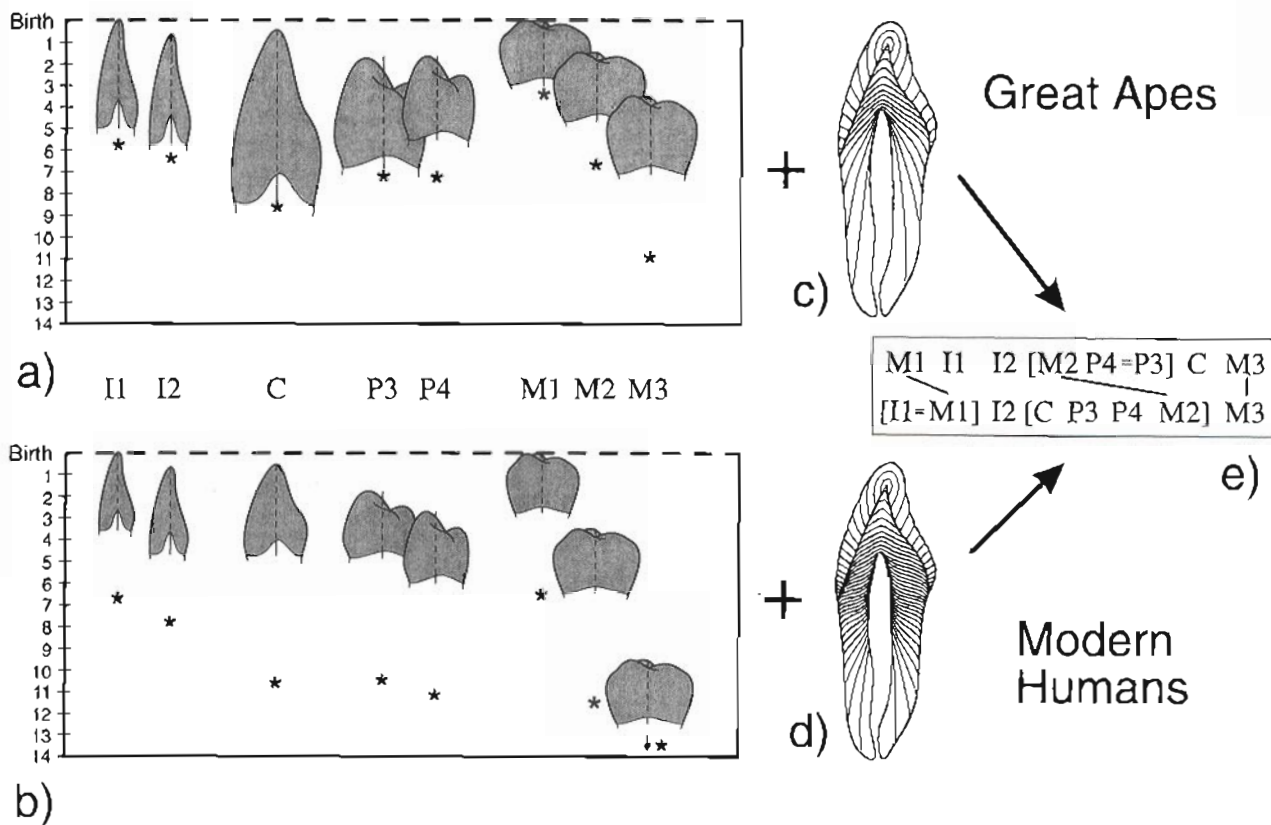 Birth
1
2
3
4
5
6
7
8
9
10
11
12
13
14
a)
* * * * * * * *
+
c)
Great Apes
I1 I2 C P3 P4 M1 M2 M3
M1 I1 I2 [M2 P4=P3] C M3
[I1=M1] I2 [C P3 P4 M2] M3
e)
Birth
1
2
3
4
5
6
7
8
9
10
11
12
13
14
b)
* * * * * * * *
+
d)
Modern
Humans